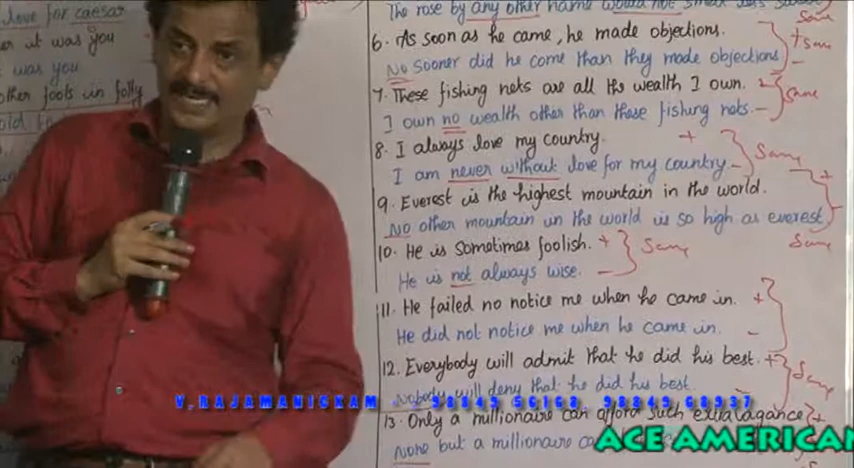 love for caesar
it was you
was you
other fools in folly
The rose by any other name would not smell
6. As soon as he came, he made objections.
No sooner did he come than they made objections
+ Same -
7. These fishing nets are all the wealth I own.
I own no wealth other than these fishing nets.
Same
8. I always love my country.
I am never without love for my country
+ Same -
9. Everest is the highest mountain in the world.
No other mountain in the world is so high as everest
Same
10. He is sometimes foolish. +
He is not always wise. -
Same
11. He failed no notice me when he came in. +
He did not notice me when he came in. -
12. Everybody will admit that he did his best. +
Nobody will deny that he did his best.
Same
V.RAJAMANICKAM - 98849 50168 98849 68937
13. Only a millionaire can afford such extravagance +
None but a millionaire
ACE AMERICAN